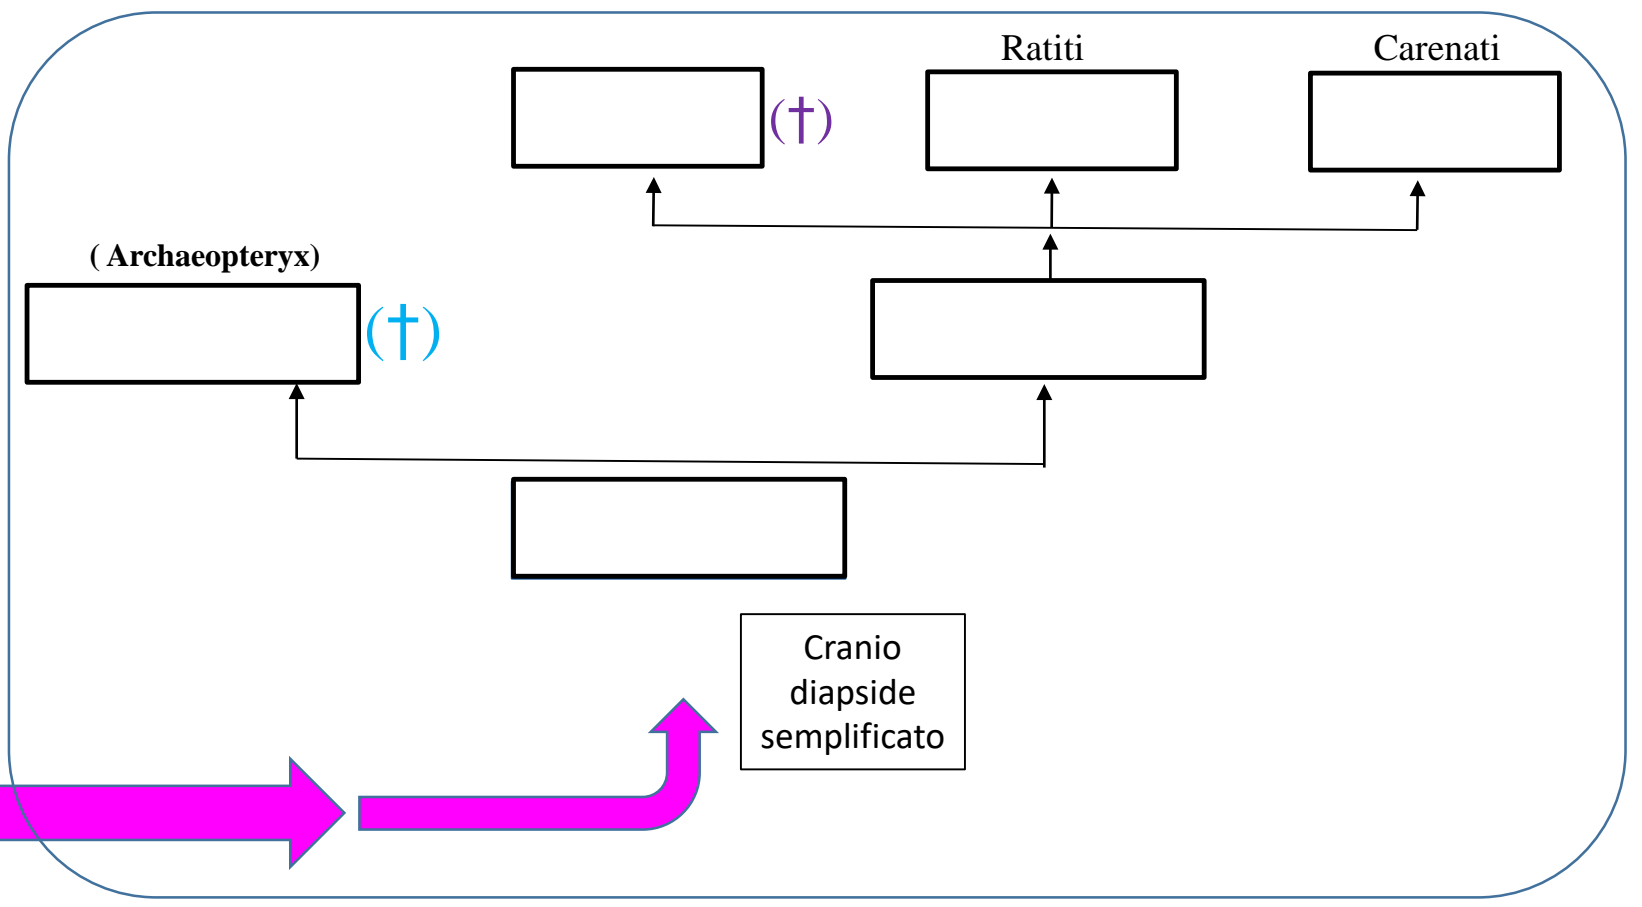 Ratiti
Carenati
(†)
( Archaeopteryx)
(†)
Cranio
diapside
semplificato